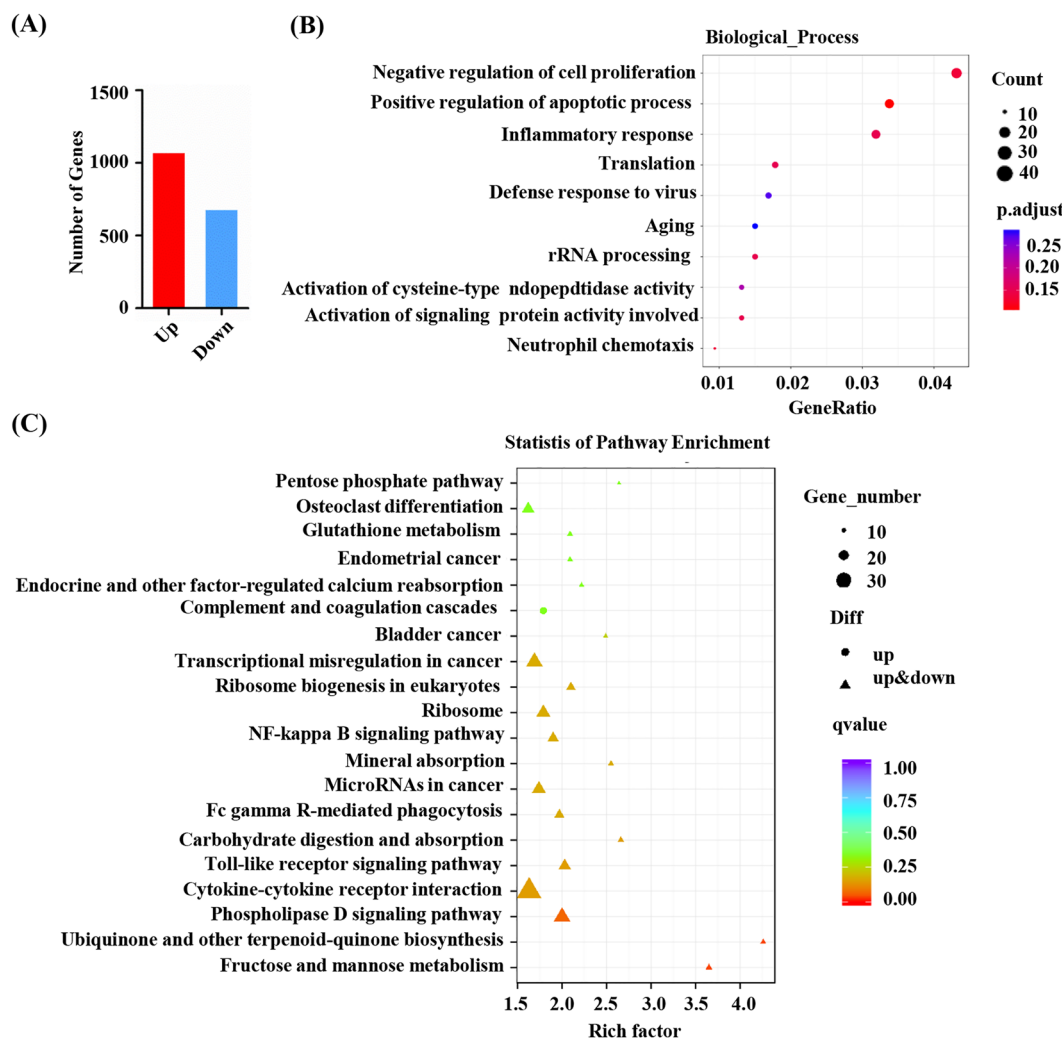 (A)
1500
1000
500
0
Number of Genes
Up
Down
(B)
Biological_Process
Negative regulation of cell proliferation
Positive regulation of apoptotic process
Inflammatory response
Translation
Defense response to virus
Aging
rRNA processing
Activation of cysteine-type ndopepdtidase activity
Activation of signaling protein activity involved
Neutrophil chemotaxis
0.01 0.02 0.03 0.04
GeneRatio
Count
10
20
30
40
p.adjust
0.25
0.20
0.15
(C)
Statistis of Pathway Enrichment
Pentose phosphate pathway
Osteoclast differentiation
Glutathione metabolism
Endometrial cancer
Endocrine and other factor-regulated calcium reabsorption
Complement and coagulation cascades
Bladder cancer
Transcriptional misregulation in cancer
Ribosome biogenesis in eukaryotes
Ribosome
NF-kappa B signaling pathway
Mineral absorption
MicroRNAs in cancer
Fc gamma R-mediated phagocytosis
Carbohydrate digestion and absorption
Toll-like receptor signaling pathway
Cytokine-cytokine receptor interaction
Phospholipase D signaling pathway
Ubiquinone and other terpenoid-quinone biosynthesis
Fructose and mannose metabolism
1.5 2.0 2.5 3.0 3.5 4.0
Rich factor
Gene_number
10
20
30
Diff
up
up&down
qvalue
1.00
0.75
0.50
0.25
0.00